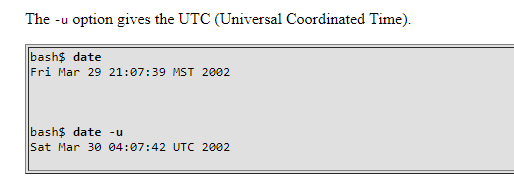 The -u option gives the UTC (Universal Coordinated Time).
bash$ date
Fri Mar 29 21:07:39 MST 2002
bash$ date -u
Sat Mar 30 04:07:42 UTC 2002